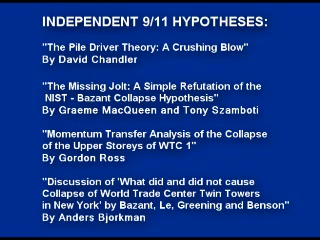 INDEPENDENT 9/11 HYPOTHESES:
"The Pile Driver Theory: A Crushing Blow"
By David Chandler
"The Missing Jolt: A Simple Refutation of the
NIST - Bazant Collapse Hypothesis"
By Graeme MacQueen and Tony Szamboti
"Momentum Transfer Analysis of the Collapse
of the Upper Storeys of WTC 1"
By Gordon Ross
"Discussion of 'What did and did not cause
Collapse of World Trade Center Twin Towers
in New York' by Bazant, Le, Greening and Benson"
By Anders Bjorkman